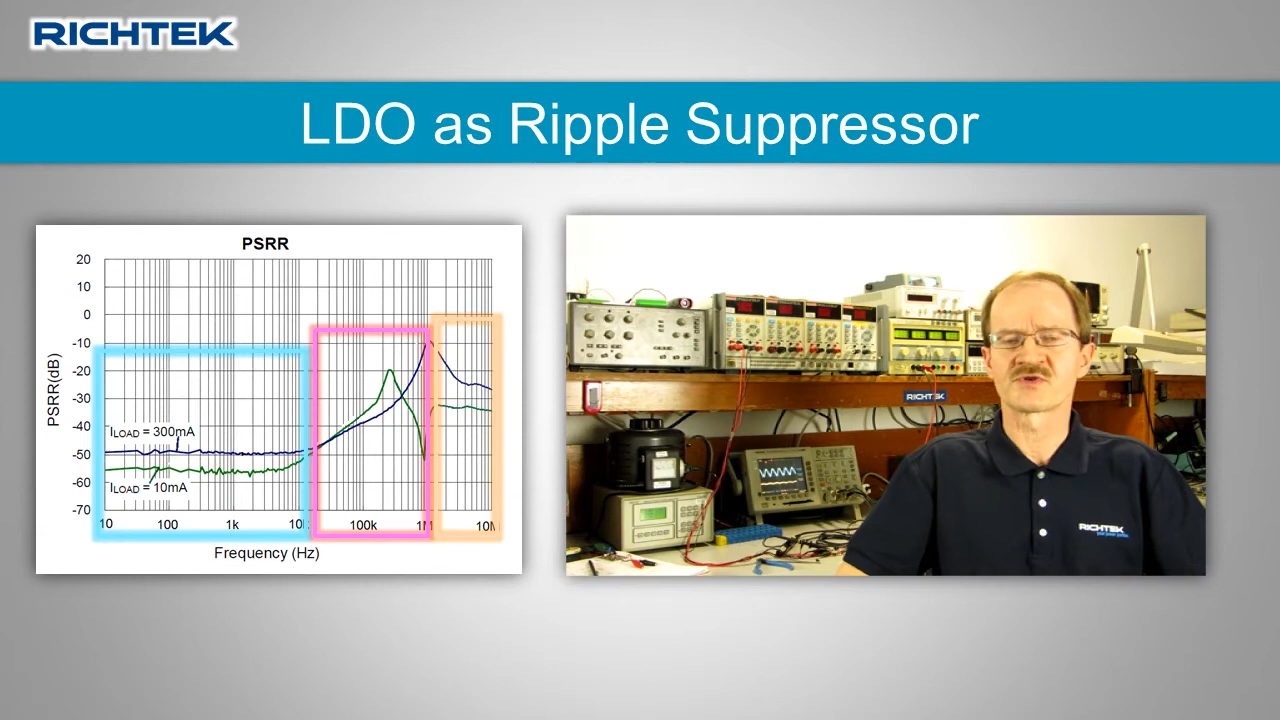 RICHTEK
LDO as Ripple Suppressor
PSRR
20
10
0
-10
-20
-30
-40
-50
-60
-70
PSRR(dB)
ILOAD = 300mA
ILOAD = 10mA
10
100
1k
100k
1M
Frequency (Hz)
RICHTEK
RICHTEK